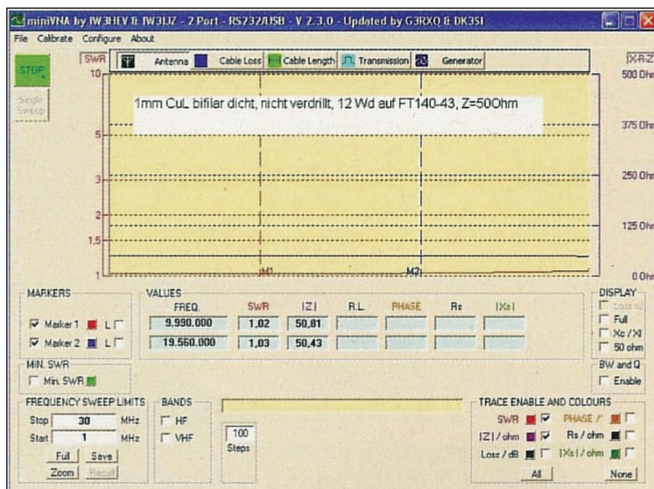 miniVNA by IW3HEV & IW3IJZ - 2 Port - RS232/USB - V 2.3.0 - Updated by G3RXQ & DK3SI
File Calibrate Configure About
STOP
Single
Sweep
SWR
Antenna Cable Loss Cable Length Transmission Generator
|X-R-Z|
10
5
3
2
1,5
1
1mm CuL bifilar dicht, nicht verdrillt, 12 Wd auf FT140-43, Z=50Ohm
500 Ohm
375 Ohm
250 Ohm
125 Ohm
0 Ohm
M1
M2
MARKERS
Marker 1 L
Marker 2 L
VALUES
FREQ. SWR |Z| R.L. PHASE Rs |Xs|
9.990.000 1,02 50,81
19.560.000 1,03 50,43
DISPLAY
Loss x2
Full
Xc / Xl
50 ohm
MIN. SWR
Min. SWR
BW and Q
Enable
FREQUENCY SWEEP LIMITS
Stop 30 MHz
Start 1 MHz
Full Save
Zoom Recall
BANDS
HF
VHF
100
Steps
TRACE ENABLE AND COLOURS
SWR PHASE /°
|Z| / ohm Rs / ohm
Loss / dB |Xs| / ohm
All None